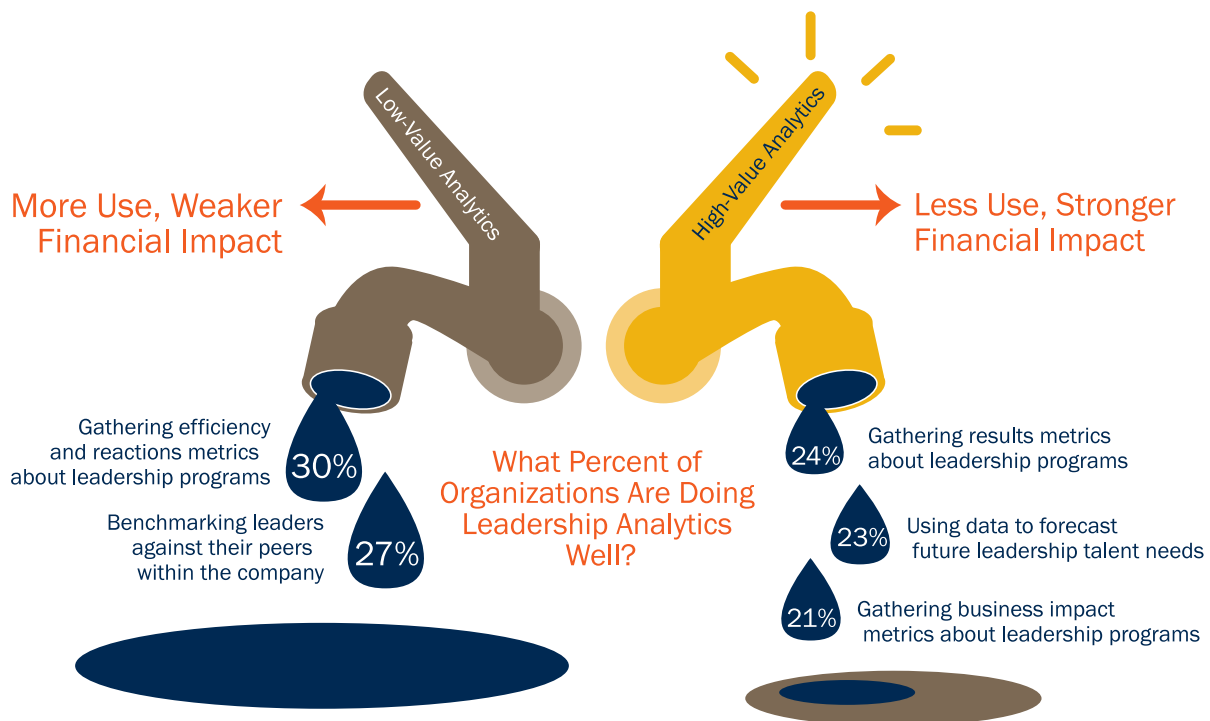 Low-Value Analytics
High-Value Analytics
More Use, Weaker
Financial Impact
Less Use, Stronger
Financial Impact
Gathering efficiency
and reactions metrics
about leadership programs
30%
Benchmarking leaders
against their peers
within the company
27%
What Percent of
Organizations Are Doing
Leadership Analytics
Well?
24%
Gathering results metrics
about leadership programs
23%
Using data to forecast
future leadership talent needs
21%
Gathering business impact
metrics about leadership programs